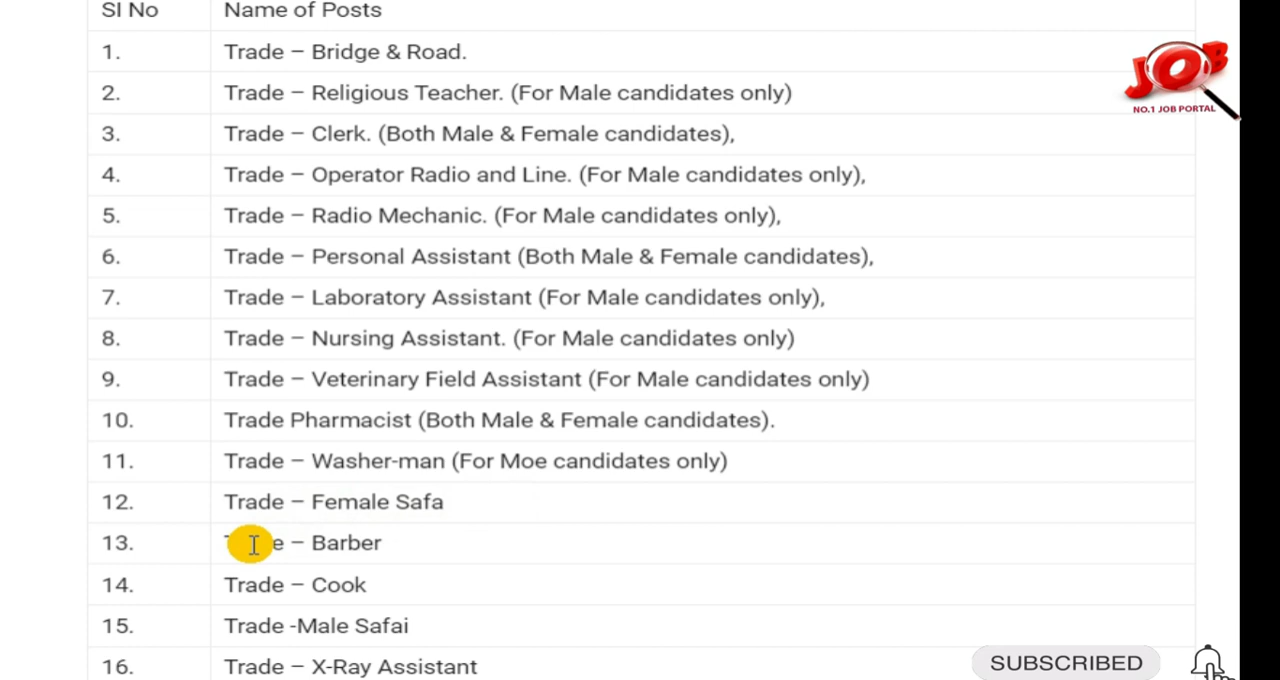 SI No Name of Posts
1. Trade – Bridge & Road.
2. Trade – Religious Teacher. (For Male candidates only)
3. Trade – Clerk. (Both Male & Female candidates),
4. Trade – Operator Radio and Line. (For Male candidates only),
5. Trade – Radio Mechanic. (For Male candidates only),
6. Trade – Personal Assistant (Both Male & Female candidates),
7. Trade – Laboratory Assistant (For Male candidates only),
8. Trade – Nursing Assistant. (For Male candidates only)
9. Trade – Veterinary Field Assistant (For Male candidates only)
10. Trade Pharmacist (Both Male & Female candidates).
11. Trade – Washer-man (For Moe candidates only)
12. Trade – Female Safa
13. – Barber
14. Trade – Cook
15. Trade -Male Safai
16. Trade – X-Ray Assistant
JOB
NO.1 JOB PORTAL
SUBSCRIBED